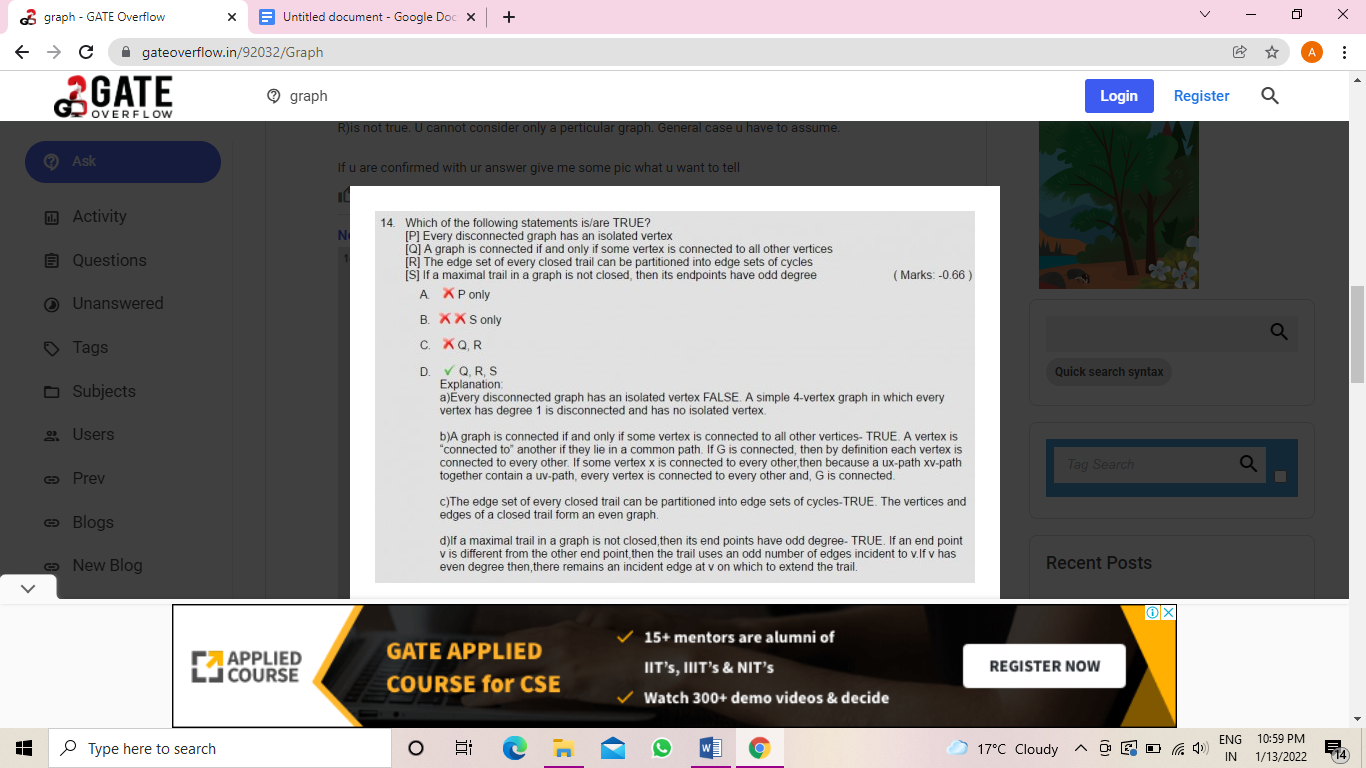 graph - GATE Overflow
Untitled document - Google Doc
gateoverflow.in/92032/Graph
A
GATE
OVERFLOW
graph
Login
Register
R)is not true. U cannot consider only a perticular graph. General case u have to assume.
Ask
If u are confirmed with ur answer give me some pic what u want to tell
Activity
Questions
Unanswered
Tags
Subjects
Users
Prev
Blogs
New Blog
14. Which of the following statements is/are TRUE?
[P] Every disconnected graph has an isolated vertex
[Q] A graph is connected if and only if some vertex is connected to all other vertices
[R] The edge set of every closed trail can be partitioned into edge sets of cycles
[S] If a maximal trail in a graph is not closed, then its endpoints have odd degree ( Marks: -0.66 )
A. P only
B. S only
C. Q, R
D. Q, R, S
Explanation:
a)Every disconnected graph has an isolated vertex FALSE. A simple 4-vertex graph in which every
vertex has degree 1 is disconnected and has no isolated vertex.
b)A graph is connected if and only if some vertex is connected to all other vertices- TRUE. A vertex is
“connected to” another if they lie in a common path. If G is connected, then by definition each vertex is
connected to every other. If some vertex x is connected to every other,then because a ux-path xv-path
together contain a uv-path, every vertex is connected to every other and, G is connected.
c)The edge set of every closed trail can be partitioned into edge sets of cycles-TRUE. The vertices and
edges of a closed trail form an even graph.
d)If a maximal trail in a graph is not closed,then its end points have odd degree- TRUE. If an end point
v is different from the other end point,then the trail uses an odd number of edges incident to v.If v has
even degree then,there remains an incident edge at v on which to extend the trail.
Quick search syntax
Tag Search
Recent Posts
APPLIED
COURSE
GATE APPLIED
COURSE for CSE
15+ mentors are alumni of
IIT’s, IIIT’s & NIT’s
Watch 300+ demo videos & decide
REGISTER NOW
Type here to search
17°C Cloudy
ENG
IN
10:59 PM
1/13/2022
14